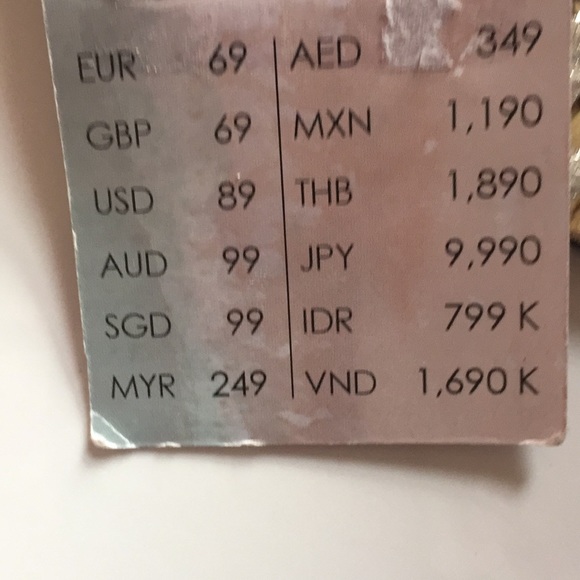 EUR 69 AED 349
GBP 69 MXN 1,190
USD 89 THB 1,890
AUD 99 JPY 9,990
SGD 99 IDR 799 K
MYR 249 VND 1,690 K